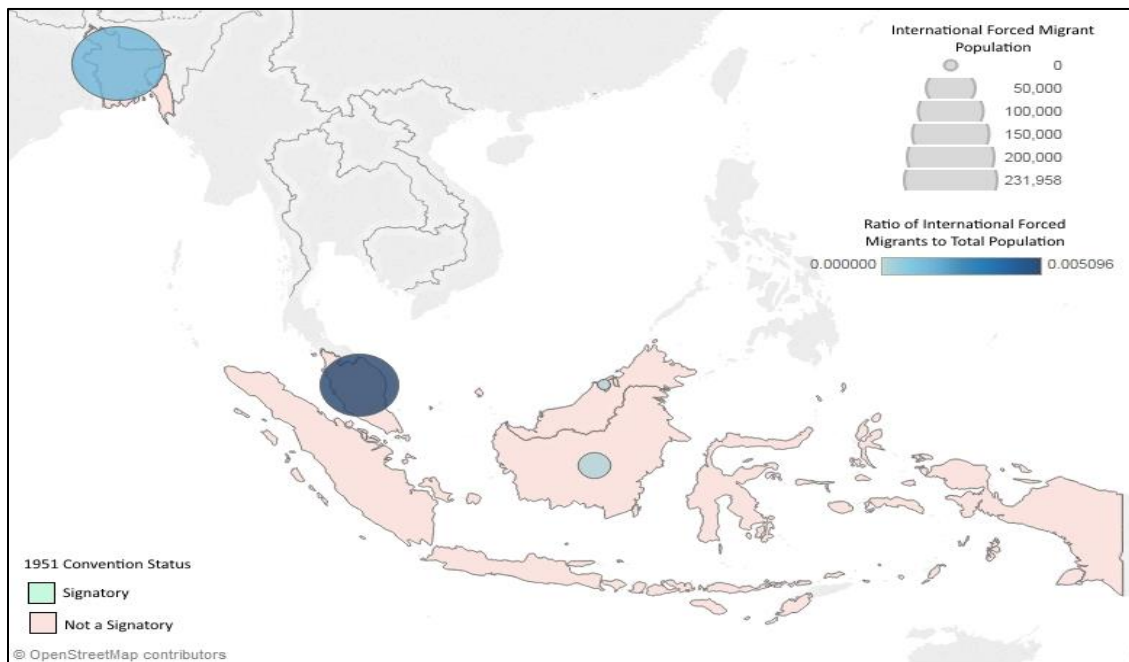 International Forced Migrant
Population
0
50,000
100,000
150,000
200,000
231,958
Ratio of International Forced
Migrants to Total Population
0.000000
0.005096
1951 Convention Status
Signatory
Not a Signatory
© OpenStreetMap contributors